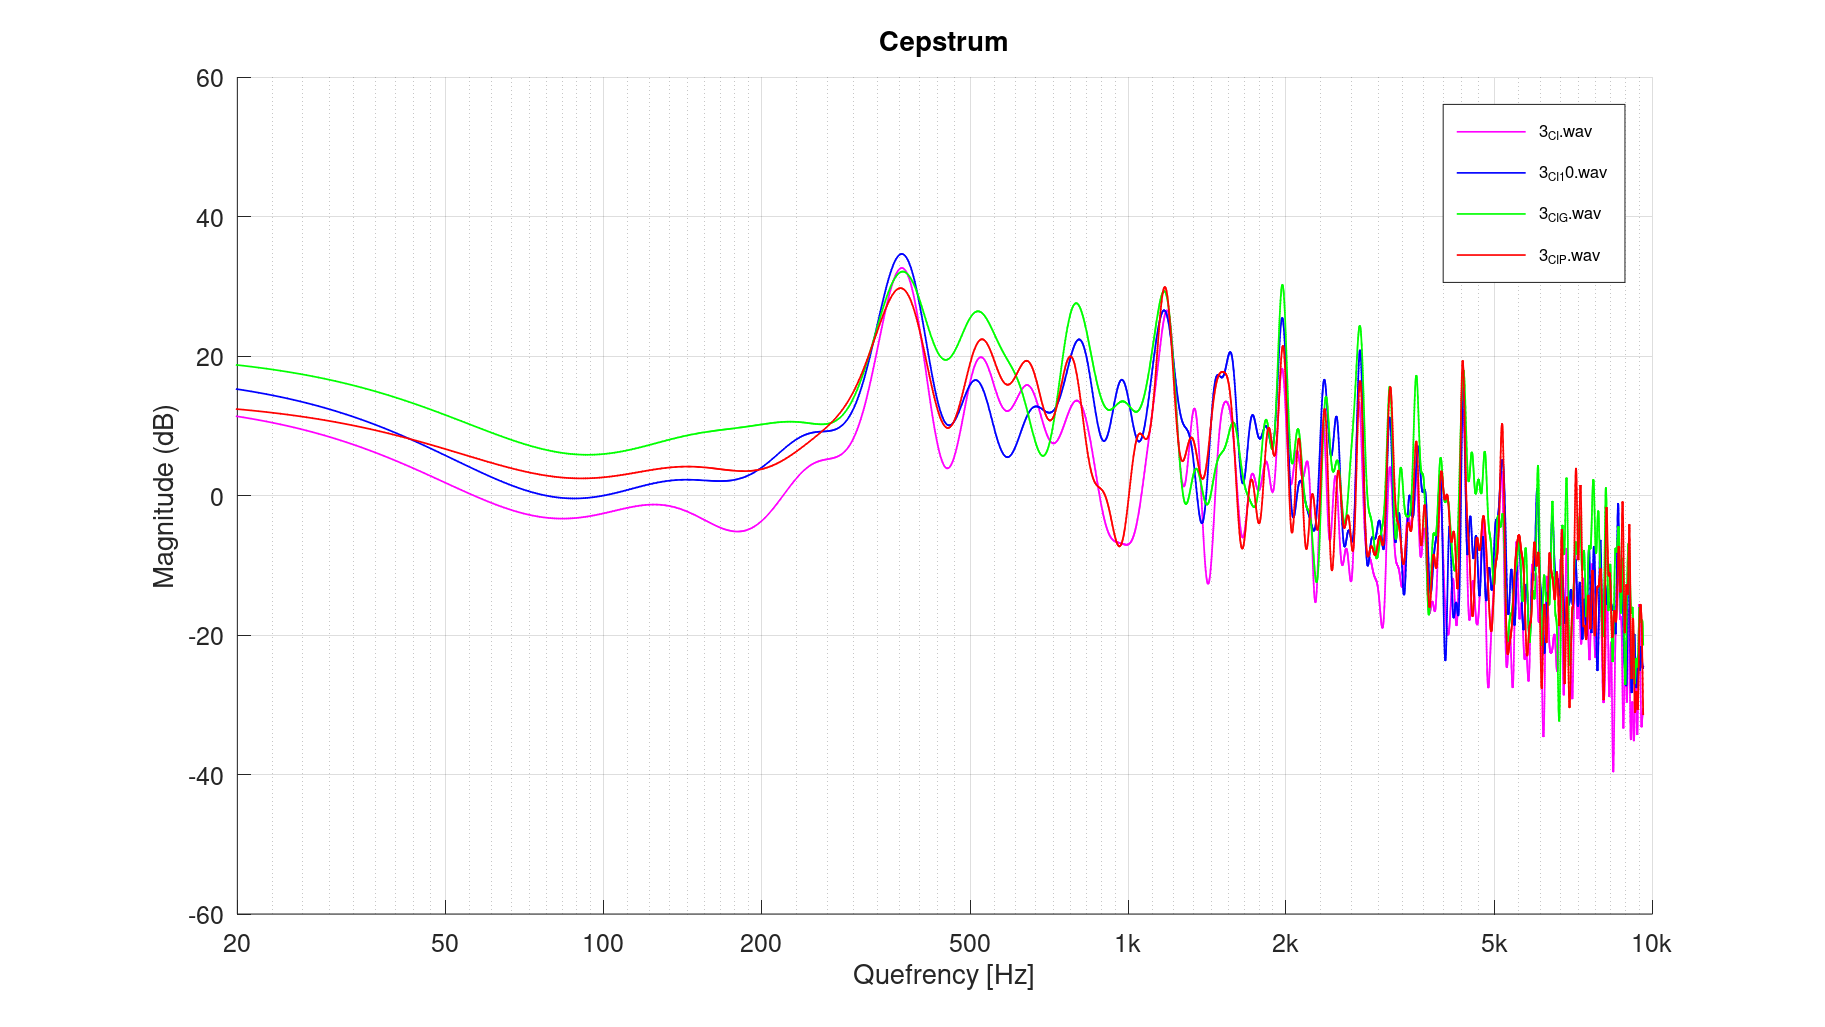 Cepstrum
60
40
20
0
-20
-40
-60
Magnitude (dB)
3CI.wav
3CI10.wav
3CIG.wav
3CIP.wav
20 50 100 200 500 1k 2k 5k 10k
Quefrency [Hz]